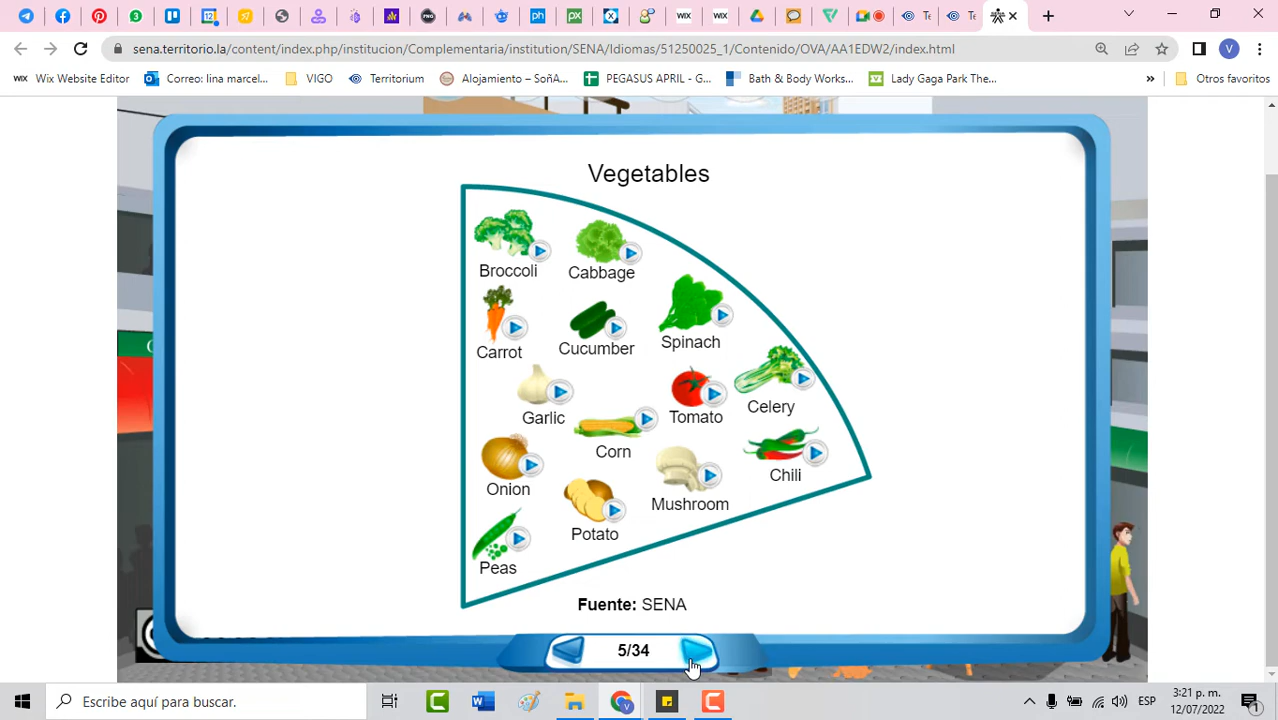 sena.territorio.la/content/index.php/institucion/Complementaria/institution/SENA/Idiomas/51250025_1/Contenido/OVA/AA1EDW2/index.html
Wix Website Editor
Correo: lina marcel...
VIGO
Territorium
Alojamiento – SoñA...
PEGASUS APRIL - G...
Bath & Body Works...
Lady Gaga Park The...
Otros favoritos
Vegetables
Broccoli
Cabbage
Carrot
Cucumber
Spinach
Garlic
Tomato
Celery
Corn
Onion
Chili
Mushroom
Potato
Peas
Fuente: SENA
5/34
Escribe aquí para buscar.
ESP
3:21 p. m.
12/07/2022